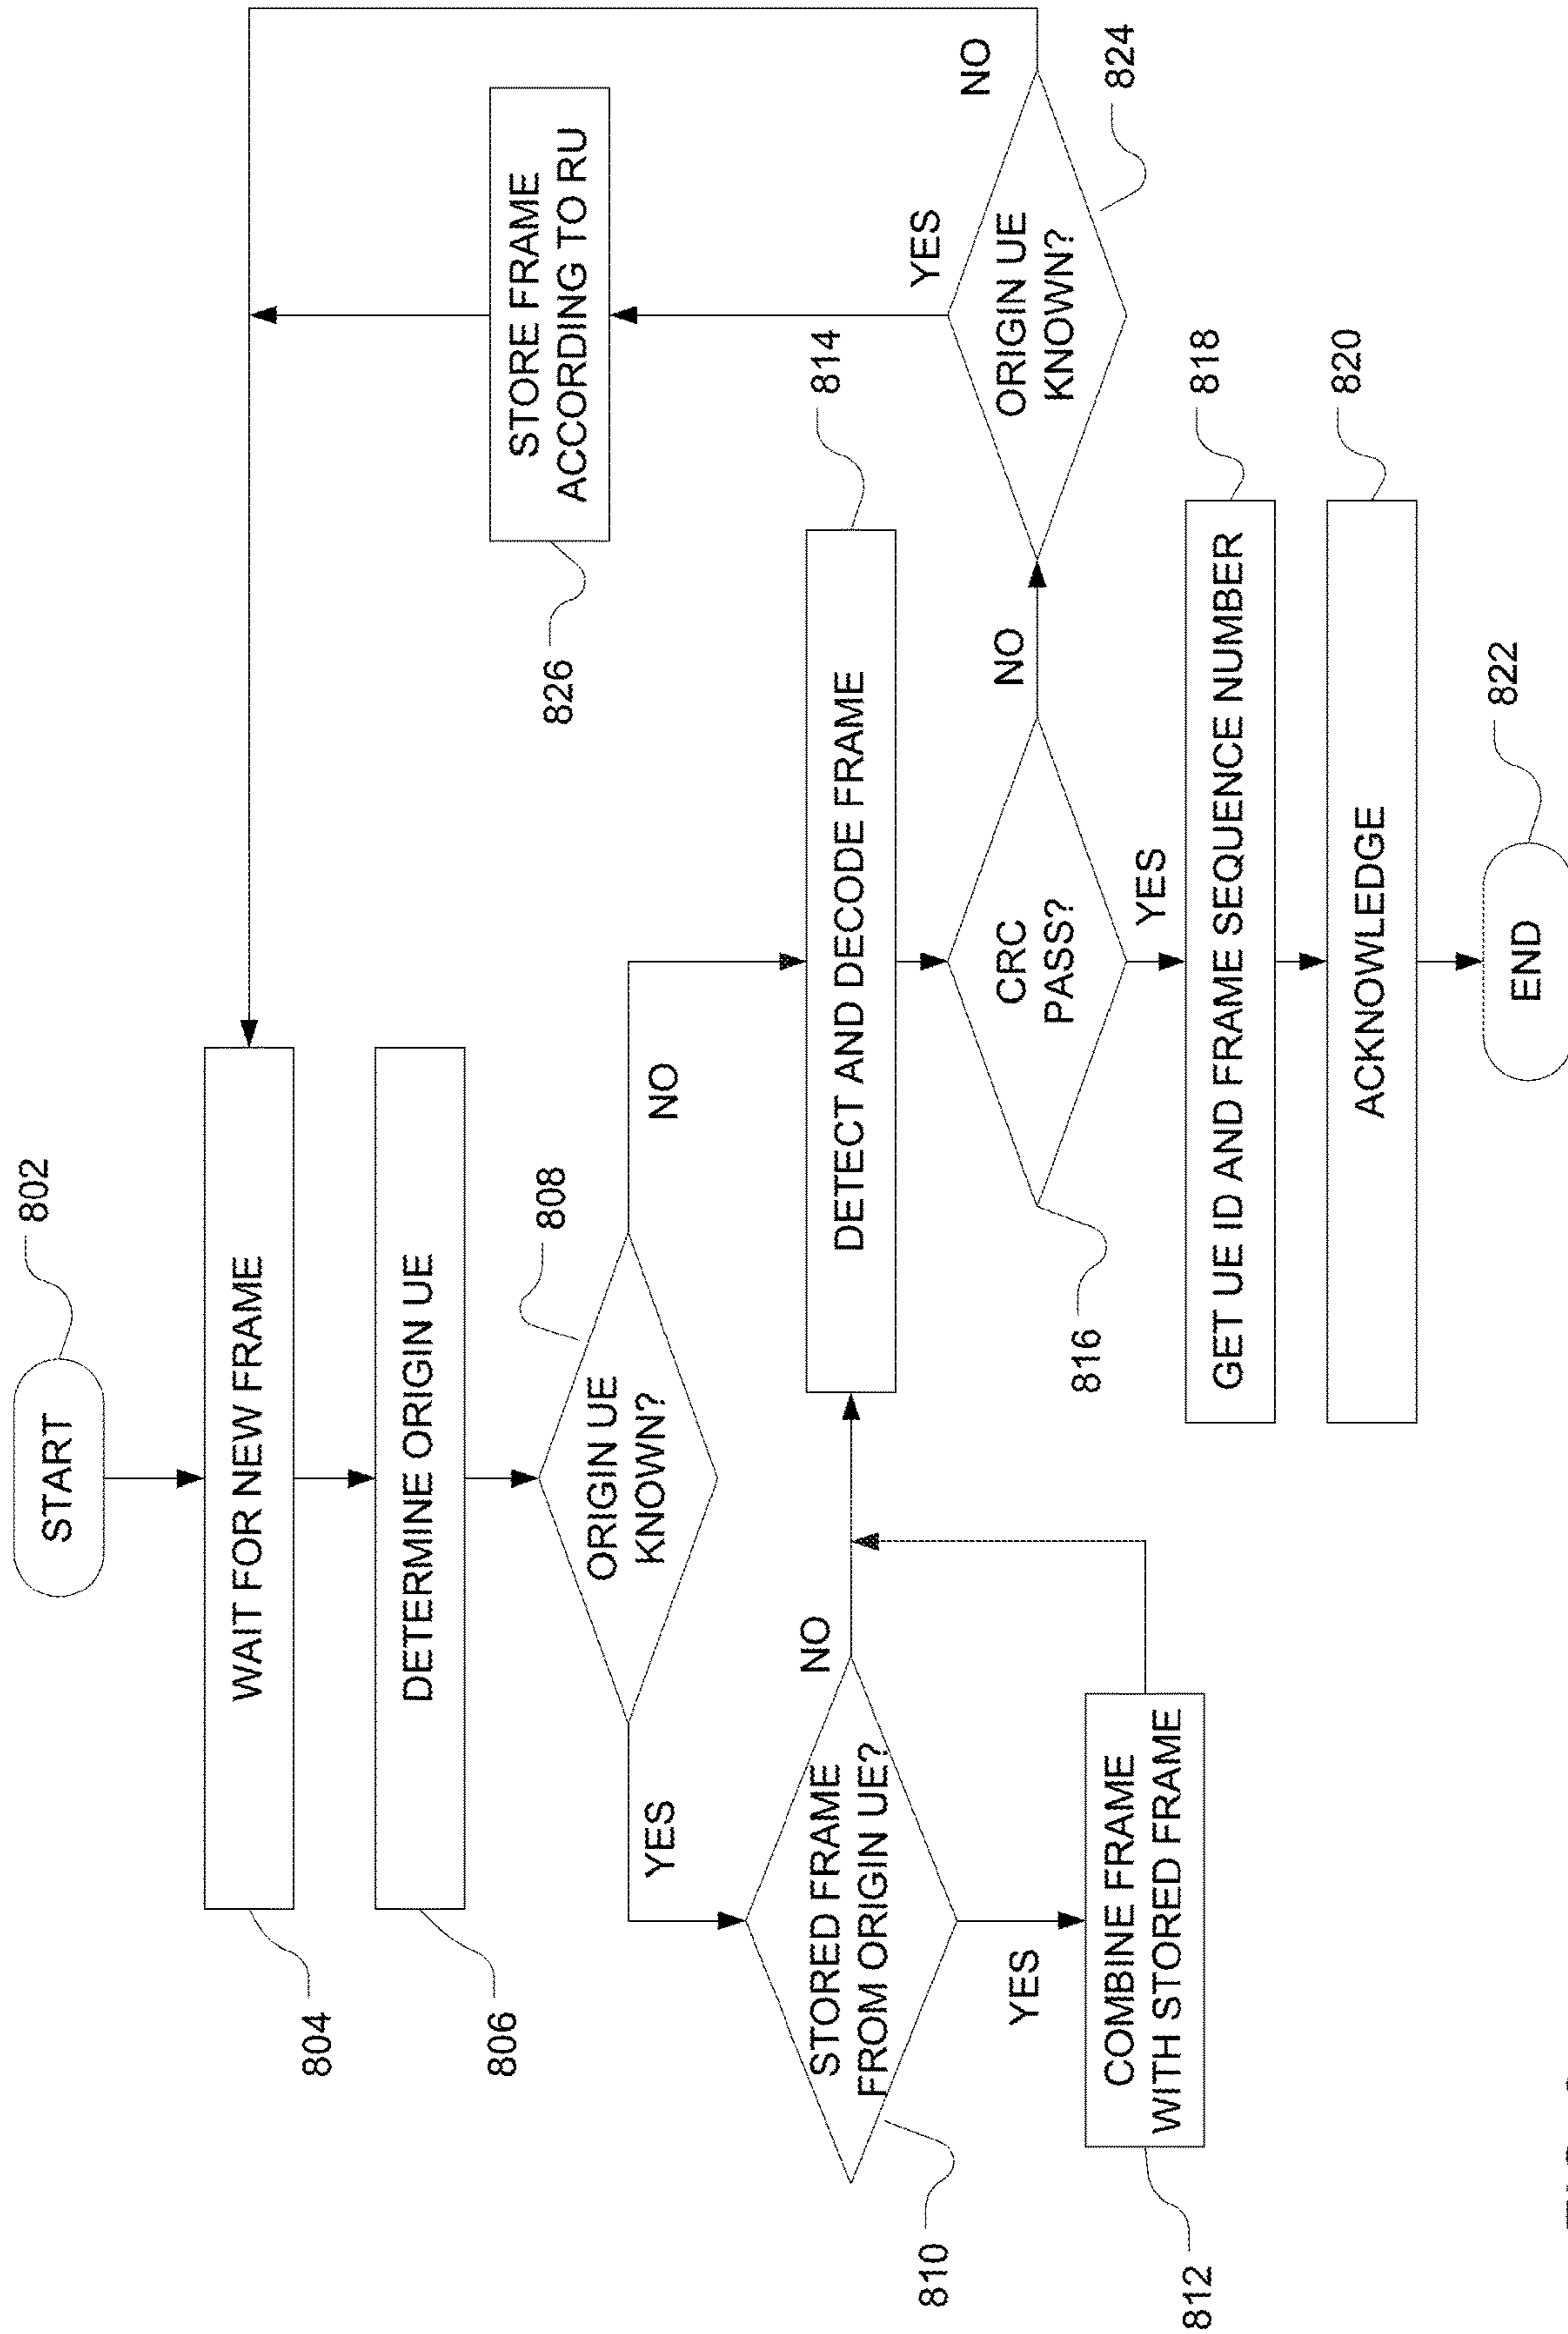 START
802
WAIT FOR NEW FRAME
804
DETERMINE ORIGIN UE
806
ORIGIN UE
KNOWN?
808
YES
NO
STORED FRAME
FROM ORIGIN UE?
810
NO
YES
COMBINE FRAME
WITH STORED FRAME
812
DETECT AND DECODE FRAME
814
CRC
PASS?
816
NO
YES
GET UE ID AND FRAME SEQUENCE NUMBER
818
ACKNOWLEDGE
820
END
822
ORIGIN UE
KNOWN?
824
YES
NO
STORE FRAME
ACCORDING TO RU
826